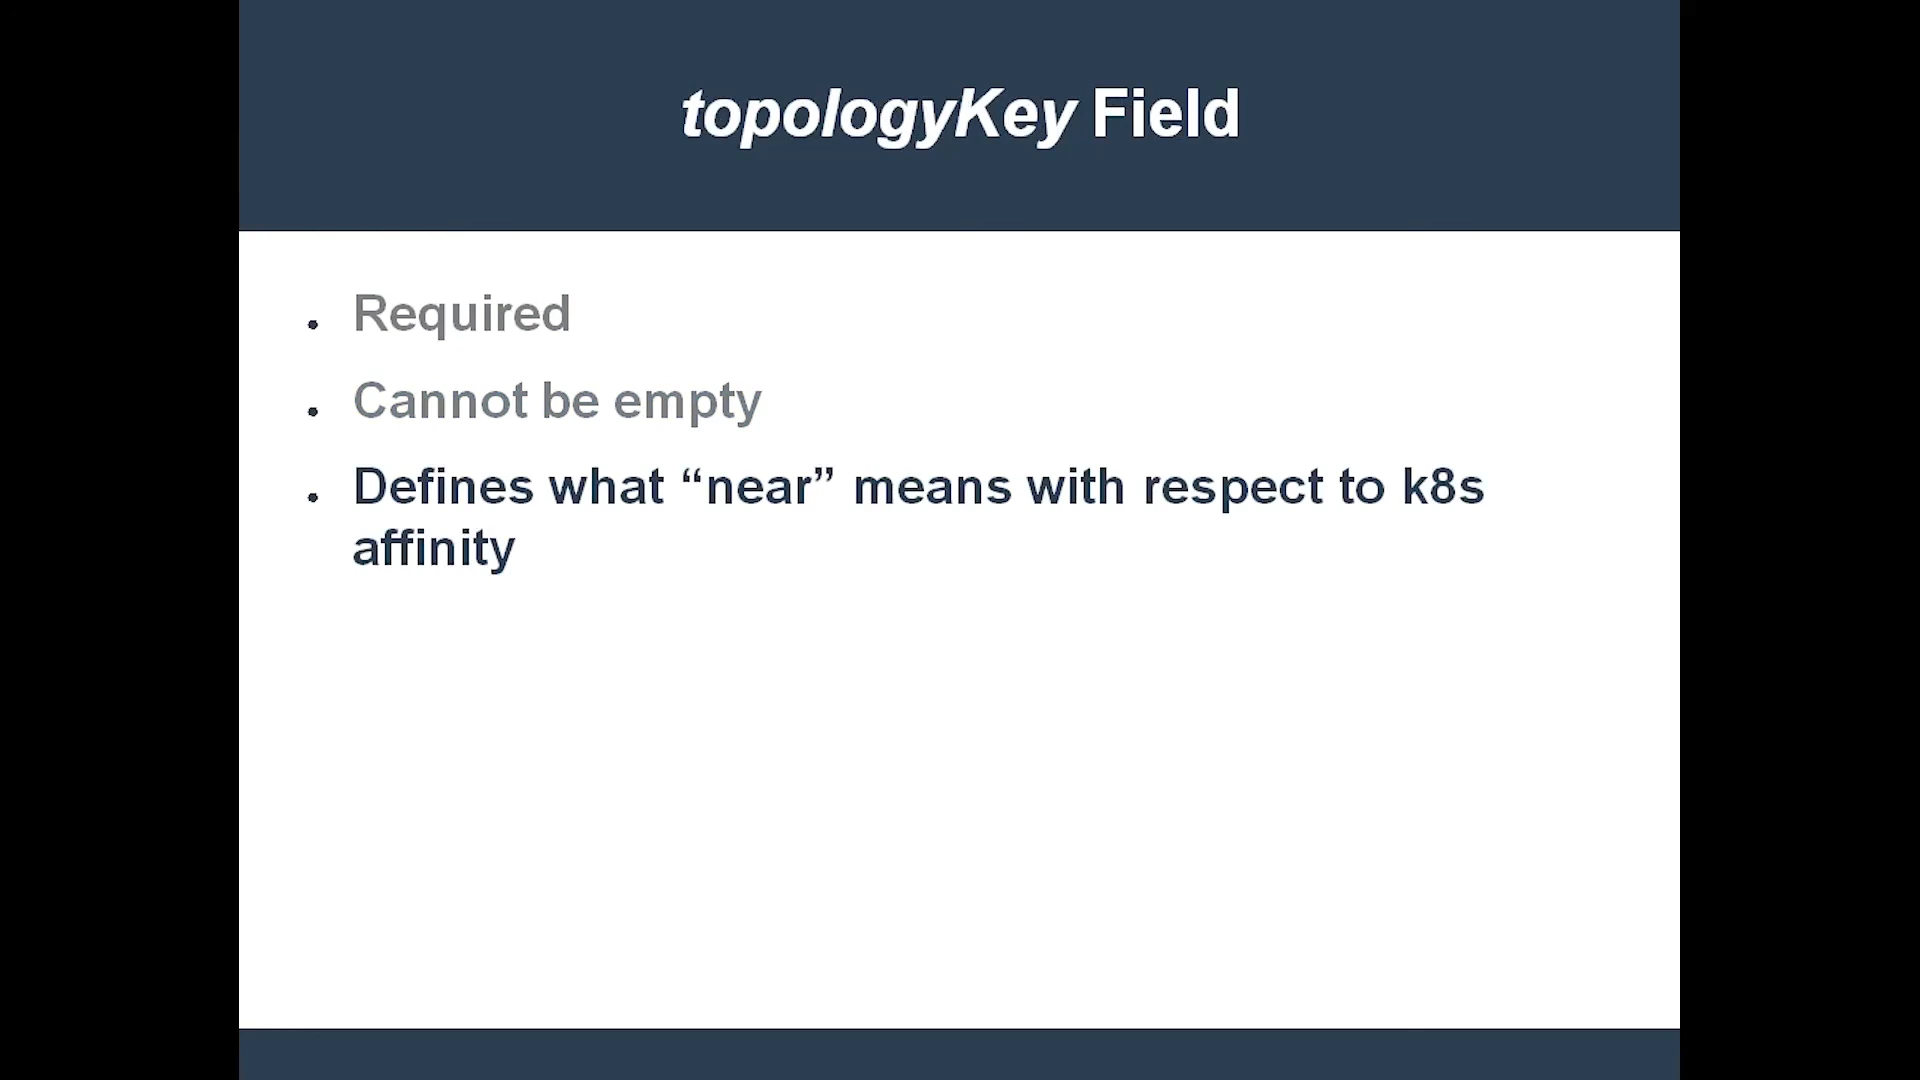 topologyKey Field
Required
Cannot be empty
Defines what “near” means with respect to k8s
affinity